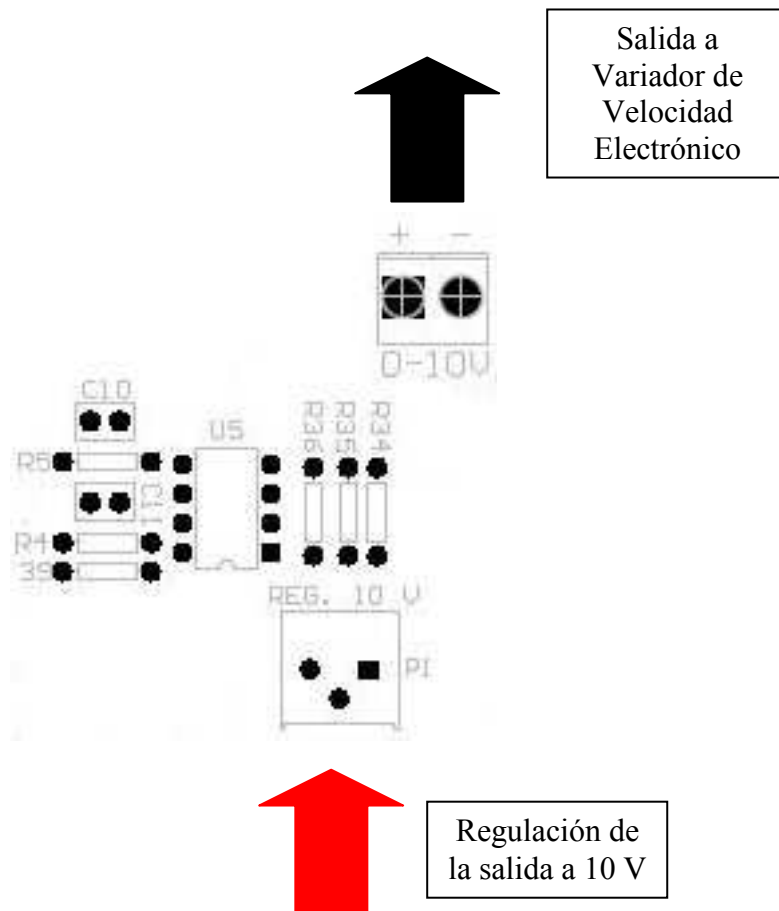 Salida a
Variador de
Velocidad
Electrónico
+ -
0-10V
C10
U5
R36 R35 R34
R5
C11
R4
39
REG. 10 V
P1
Regulación de
la salida a 10 V